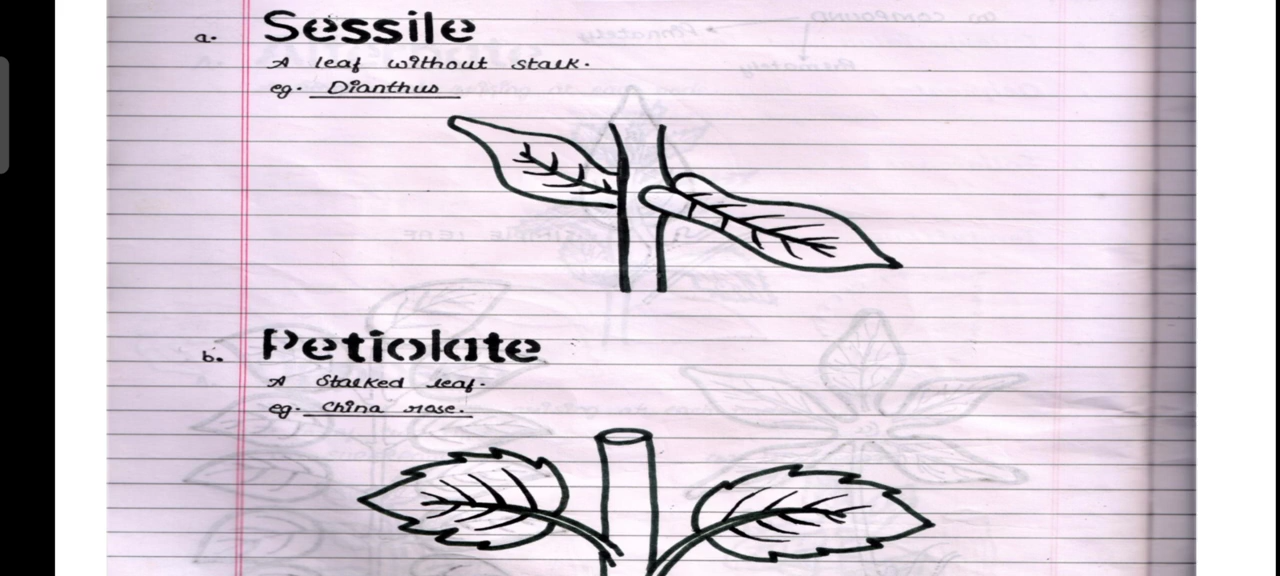 a. Sessile
A leaf without stalk.
eg. Dianthus
b. Petiolate
A Stalked leaf.
eg. China rose.